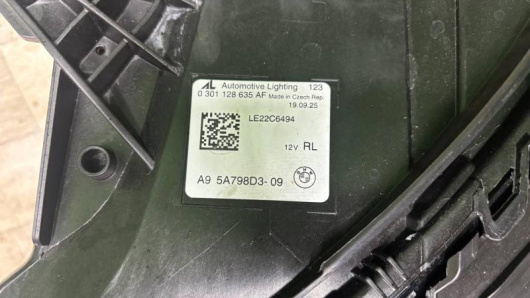 AL Automotive Lighting 123
0 301 128 635 AF Made in Czech Rep.
19.09.25
LE22C6494
12V RL
A9 5A798D3-09